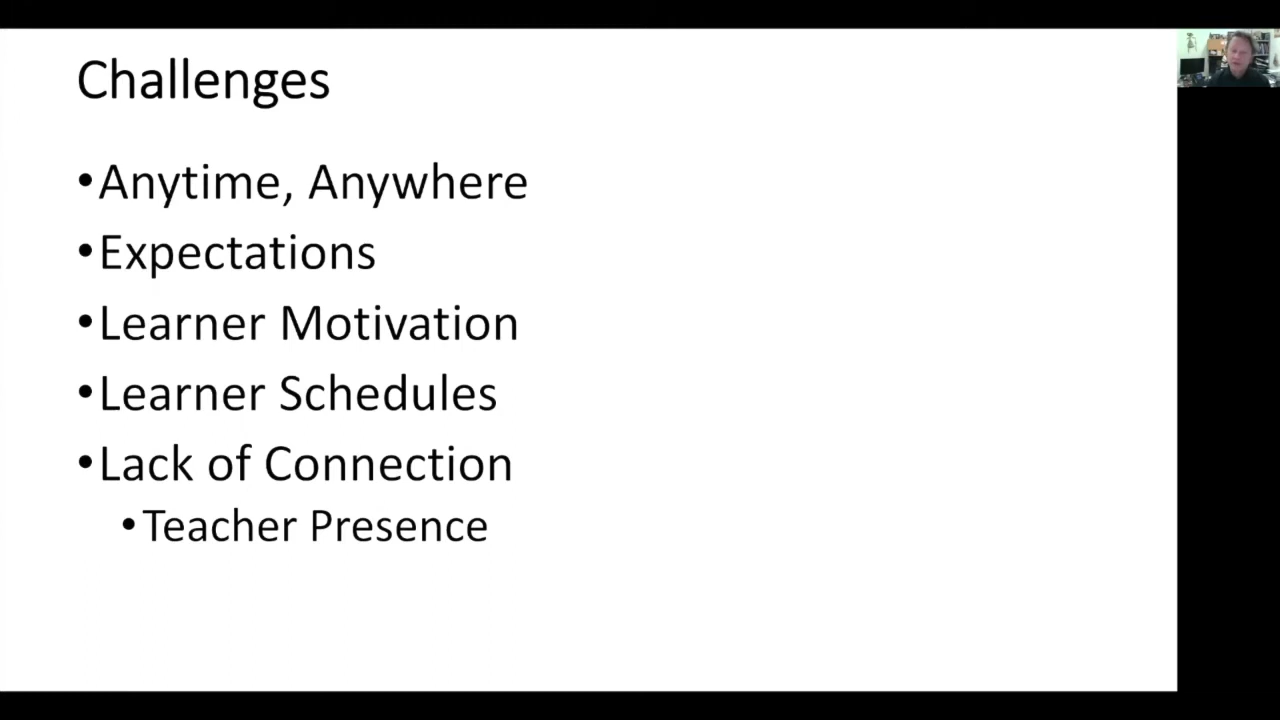 Challenges
•Anytime, Anywhere
•Expectations
•Learner Motivation
•Learner Schedules
•Lack of Connection
•Teacher Presence